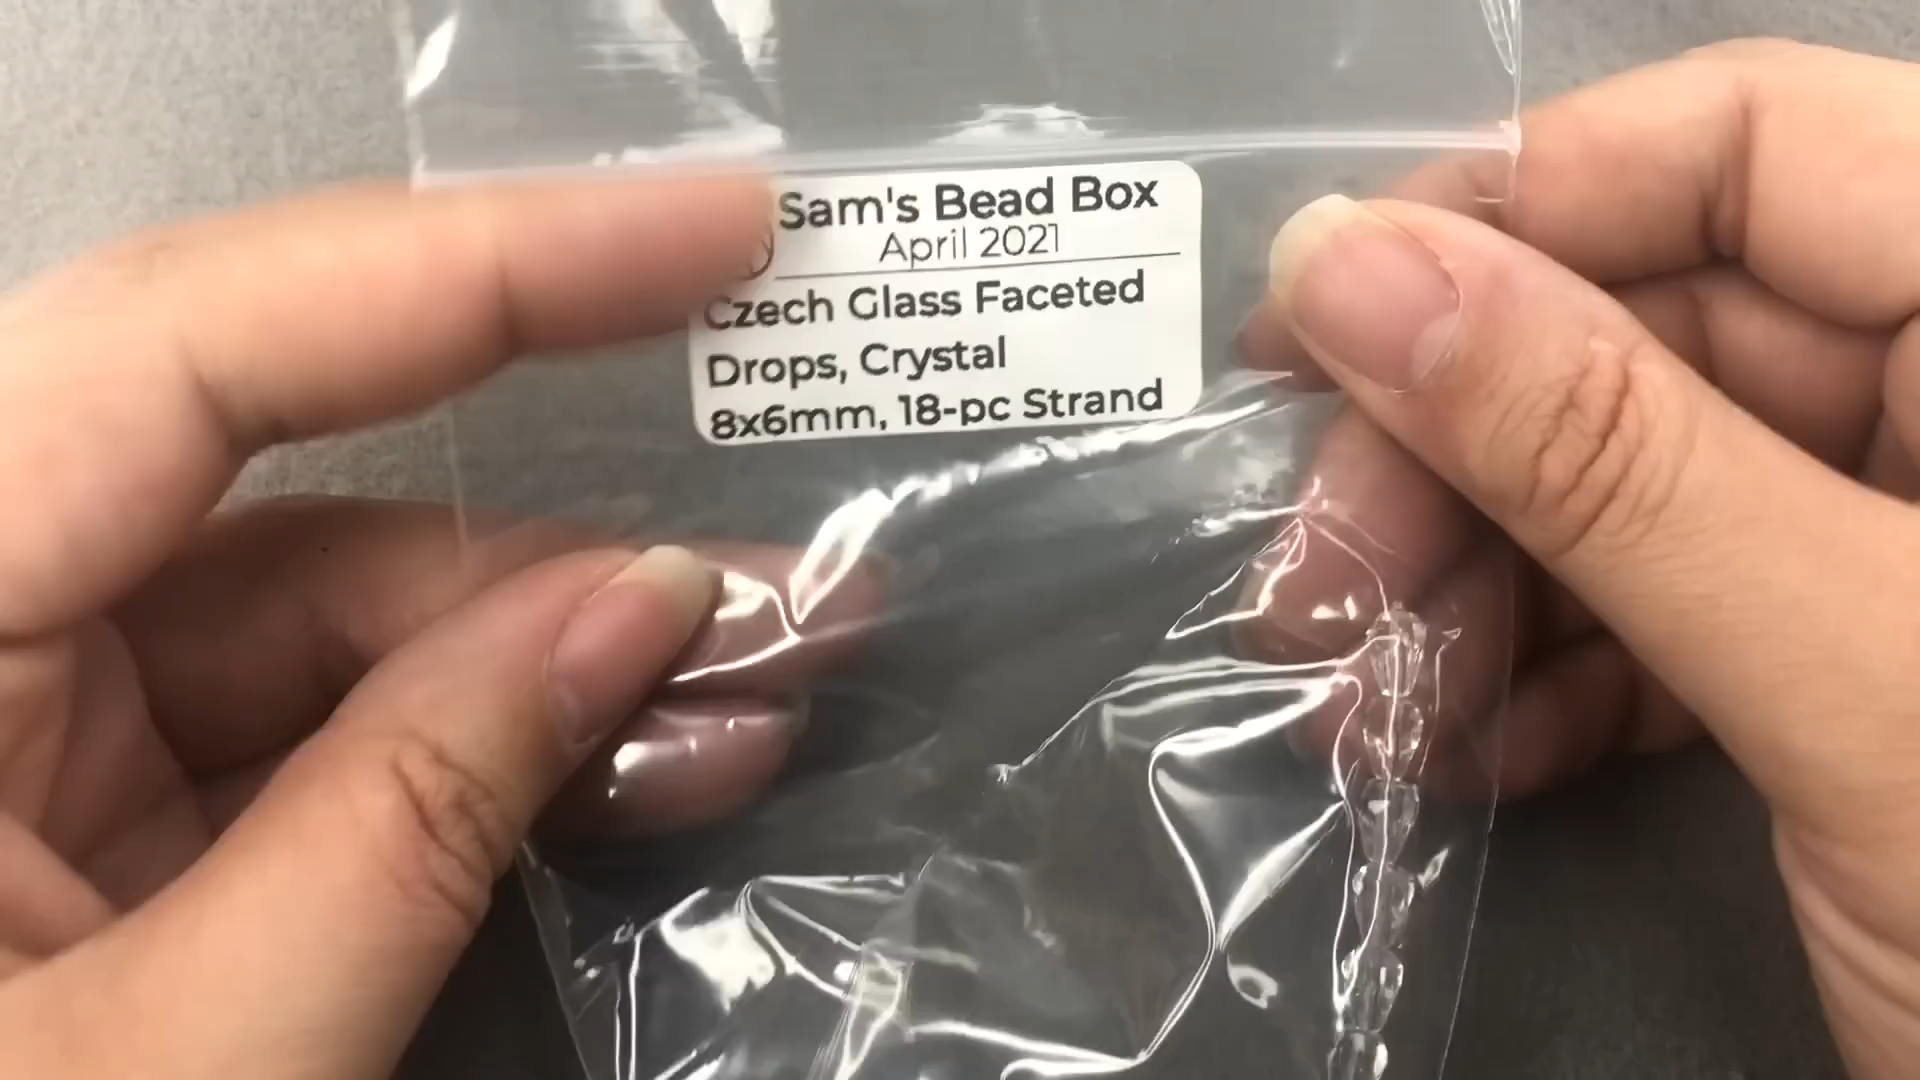 Sam's Bead Box
April 2021
Czech Glass Faceted
Drops, Crystal
8x6mm, 18-pc Strand